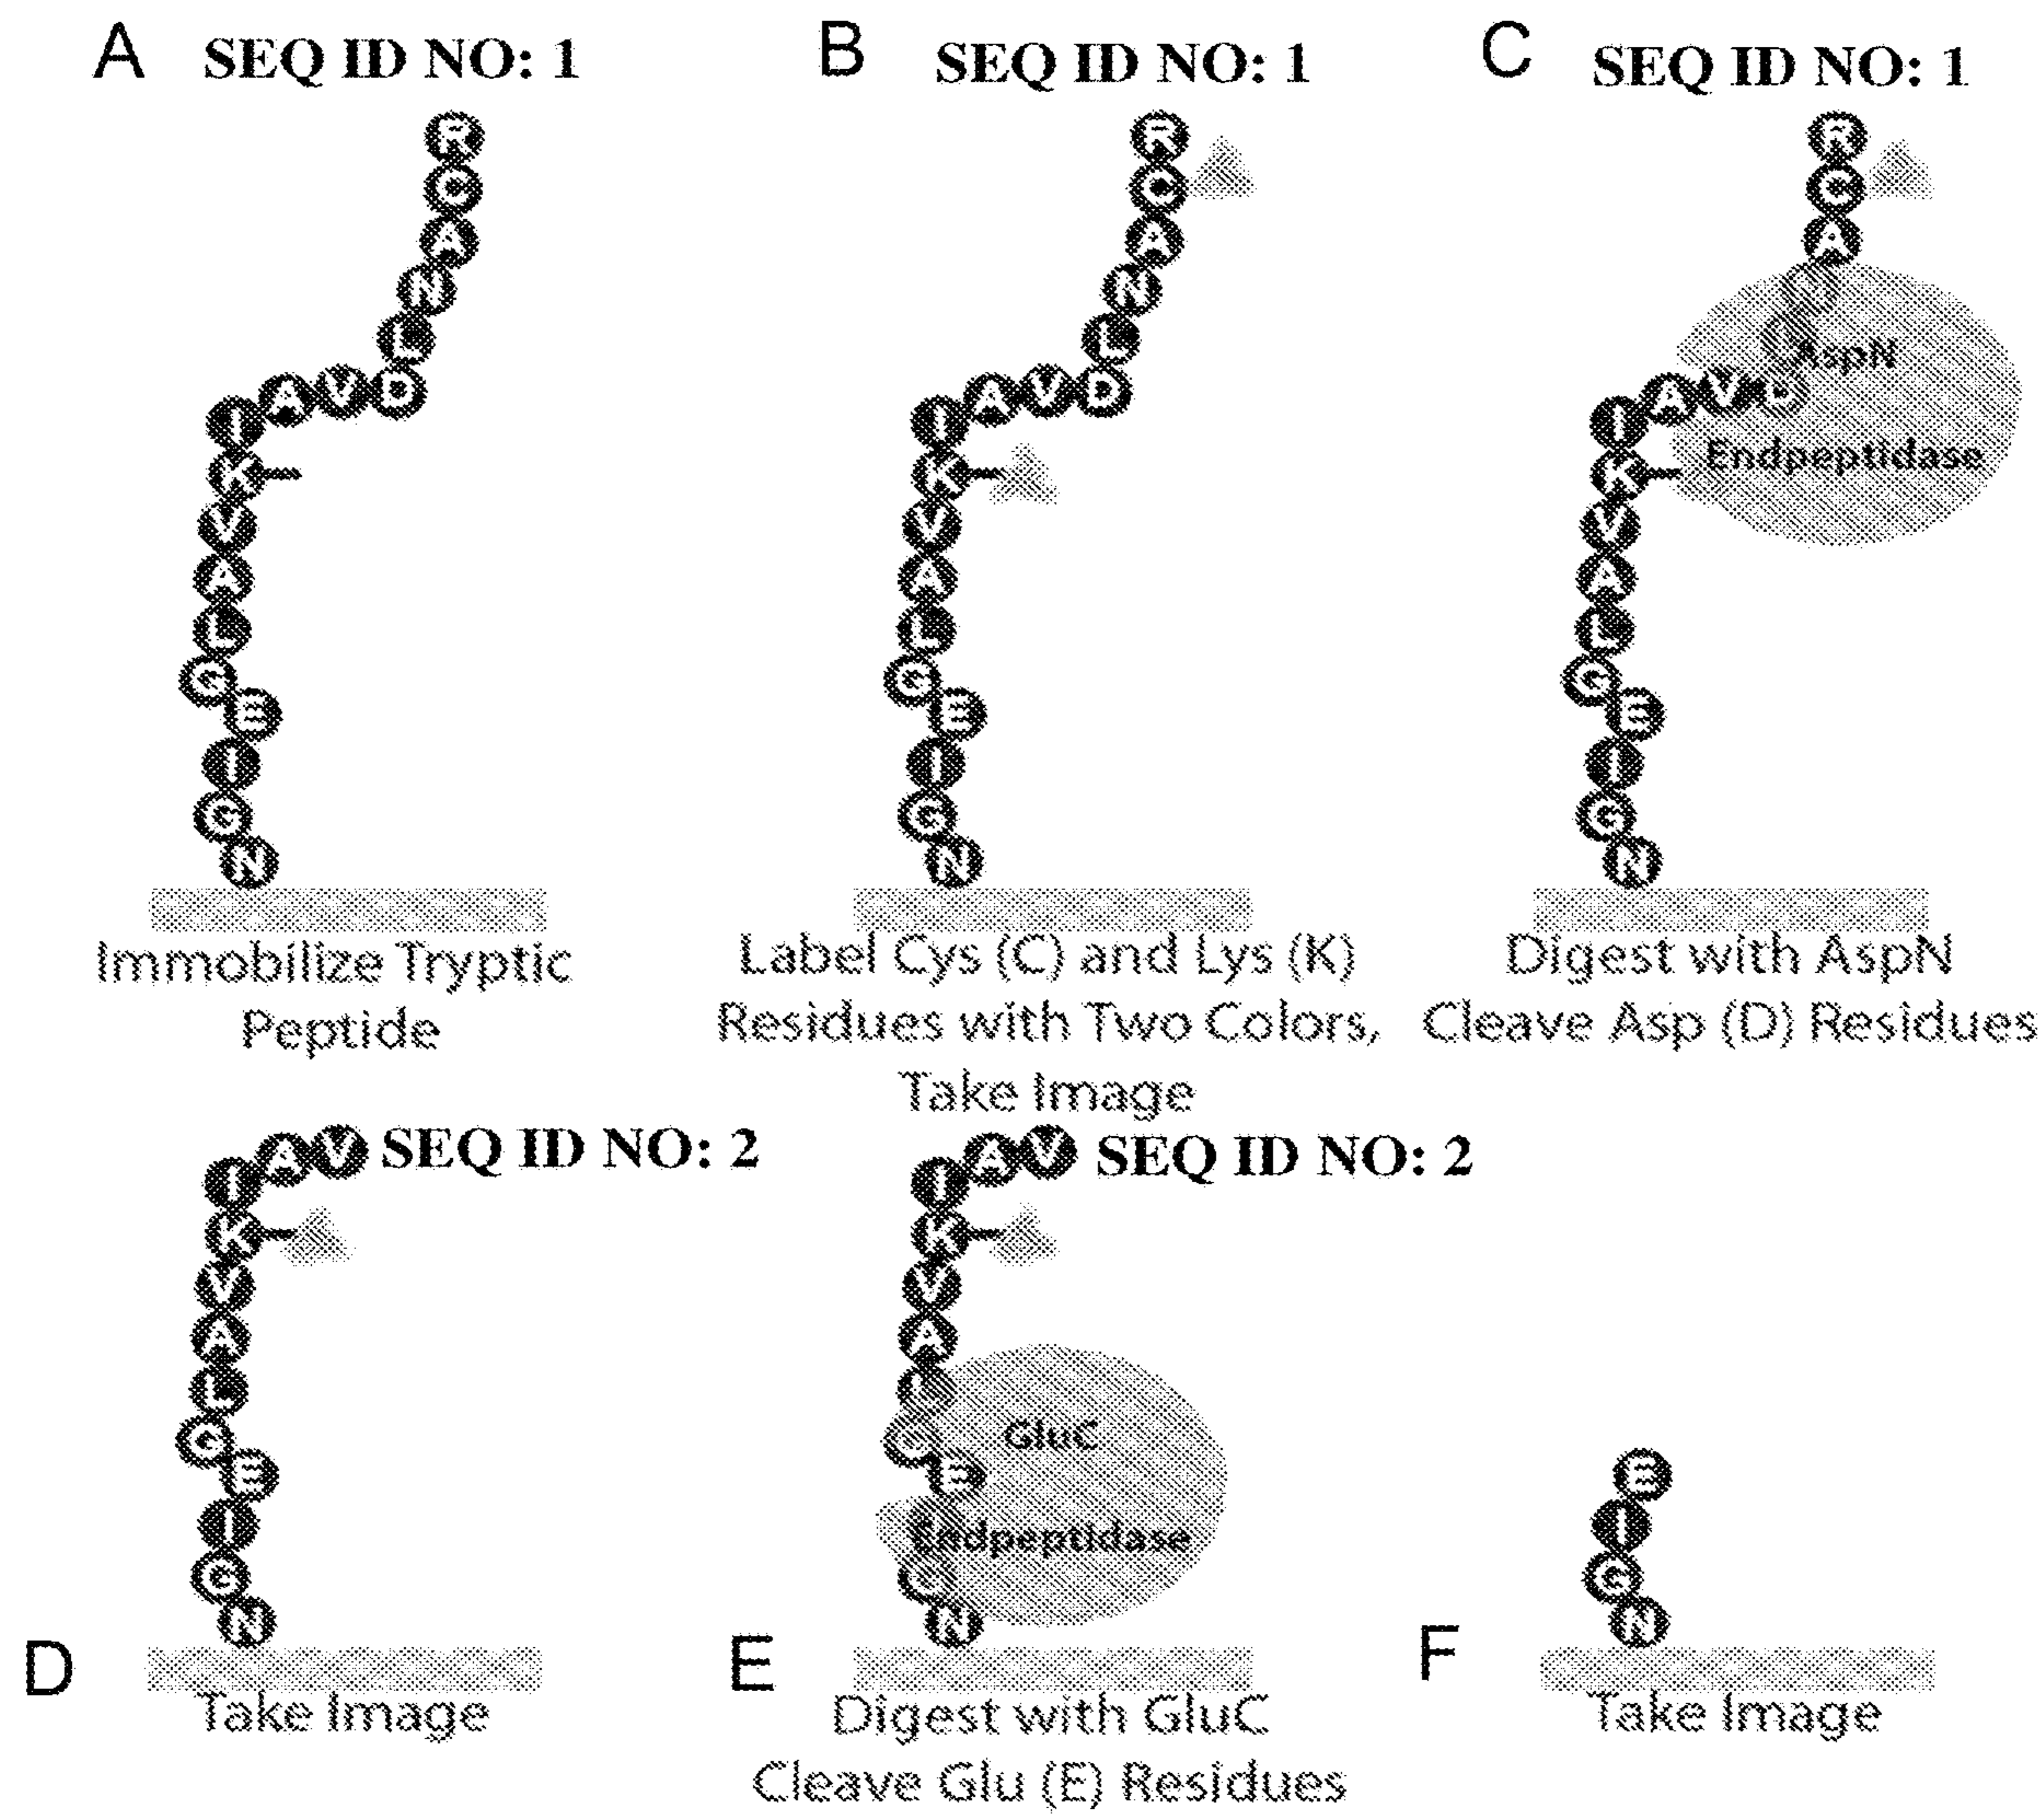 A SEQ ID NO: 1
R
C
A
N
L
I A V D
K
V
A
L
G
E
I
G
N
Immobilize Tryptic
Peptide
B SEQ ID NO: 1
R
C
A
N
L
I A V D
K
V
A
L
G
E
I
G
N
Label Cys (C) and Lys (K)
Residues with Two Colors,
Take Image
C SEQ ID NO: 1
R
C
A
AspN
I A V D
Endpeptidase
K
V
A
L
G
E
I
G
N
Digest with AspN
Cleave Asp (D) Residues
I A V SEQ ID NO: 2
K
V
A
L
G
E
I
G
N
D
Take Image
I A V SEQ ID NO: 2
K
V
A
L
GluC
G
E
Endpeptidase
G
N
E
Digest with GluC
Cleave Glu (E) Residues
E
I
G
N
F
Take Image